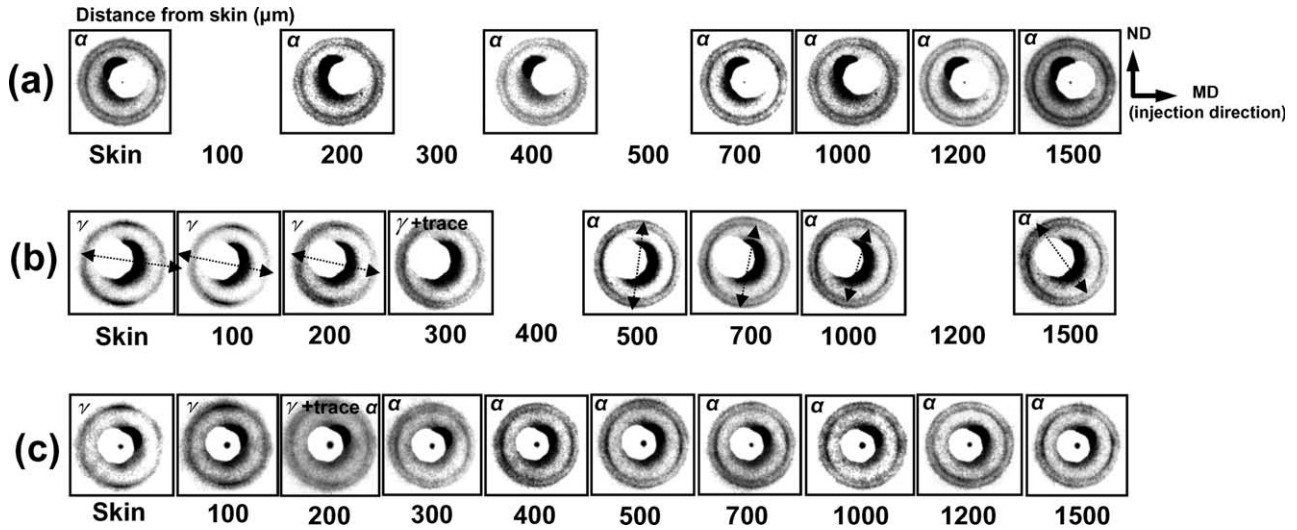 Distance from skin (µm)
(a)
α α α α α α α
ND
MD
(injection direction)
Skin 100 200 300 400 500 700 1000 1200 1500
(b)
γ γ γ γ +trace α α α α
Skin 100 200 300 400 500 700 1000 1200 1500
(c)
γ γ γ +trace α α α α α α α α
Skin 100 200 300 400 500 700 1000 1200 1500